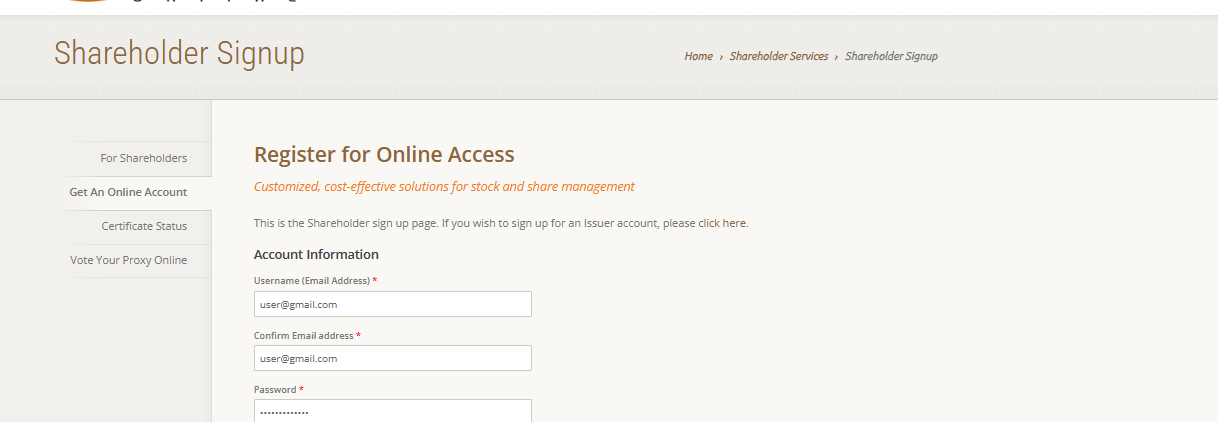 Shareholder Signup
Home › Shareholder Services › Shareholder Signup
For Shareholders
Get An Online Account
Certificate Status
Vote Your Proxy Online
Register for Online Access
Customized, cost-effective solutions for stock and share management
This is the Shareholder sign up page. If you wish to sign up for an Issuer account, please click here.
Account Information
Username (Email Address) *
user@gmail.com
Confirm Email address *
user@gmail.com
Password *
•••••••••••••